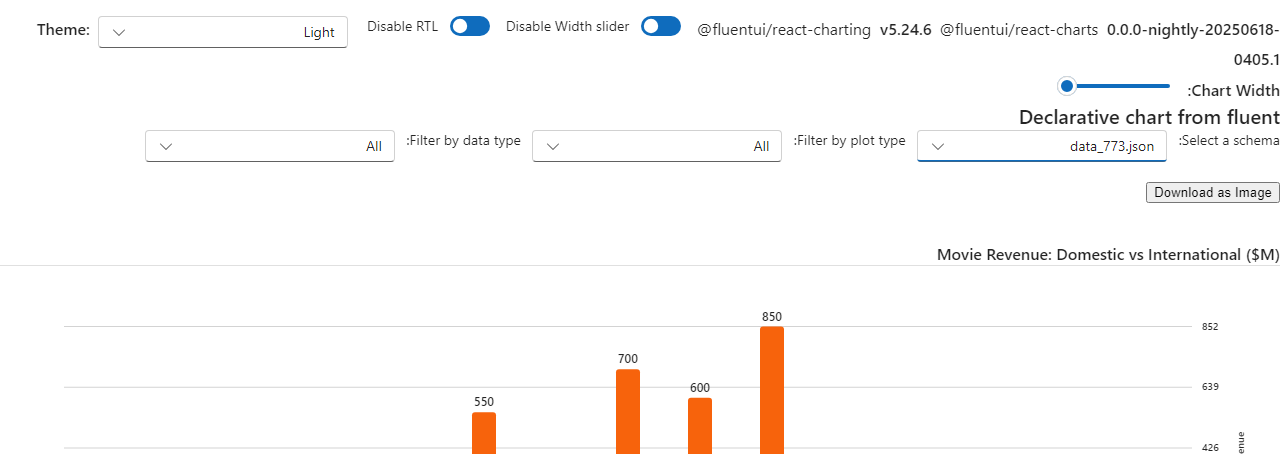 Theme: Light Disable RTL Disable Width slider @fluentui/react-charting v5.24.6 @fluentui/react-charts 0.0.0-nightly-20250618-
0405.1
:Chart Width
Declarative chart from fluent
:Select a schema data_773.json :Filter by plot type All :Filter by data type All
Download as Image
Movie Revenue: Domestic vs International ($M)
850
852
700
639
600
550
426